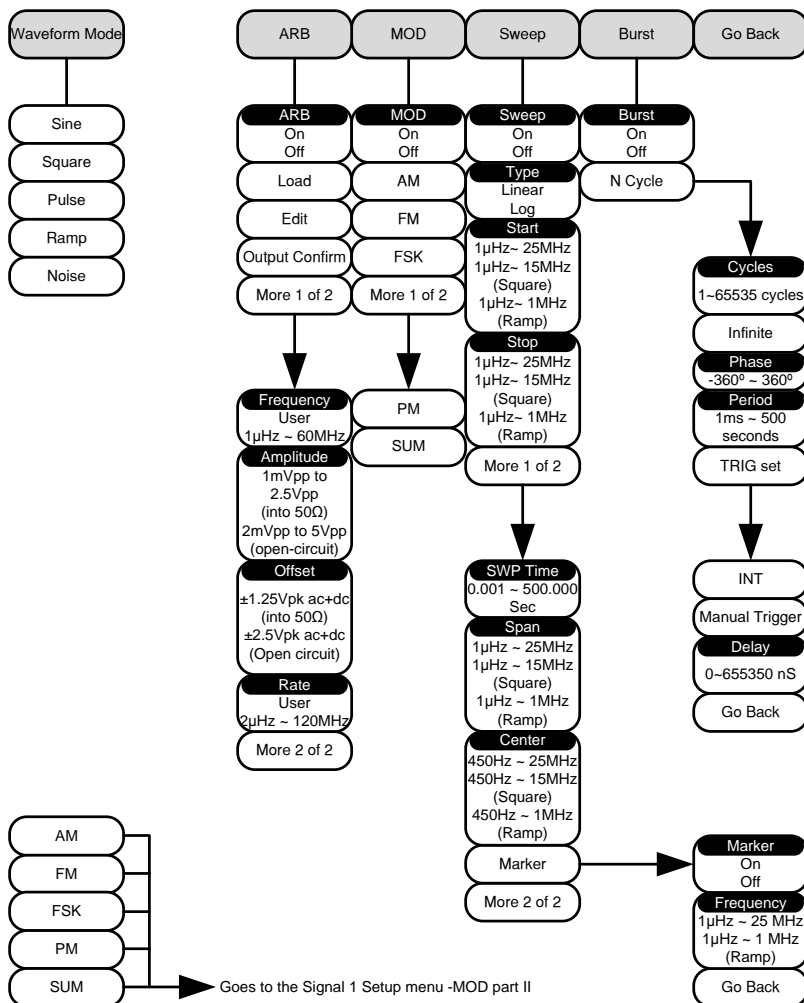 Waveform Mode
Sine
Square
Pulse
Ramp
Noise
ARB
ARB
On
Off
Load
Edit
Output Confirm
More 1 of 2
Frequency
User
1µHz ~ 60MHz
Amplitude
1mVpp to
2.5Vpp
(into 50Ω)
2mVpp to 5Vpp
(open-circuit)
Offset
±1.25Vpk ac+dc
(into 50Ω)
±2.5Vpk ac+dc
(Open circuit)
Rate
User
2µHz ~ 120MHz
More 2 of 2
MOD
MOD
On
Off
AM
FM
FSK
More 1 of 2
PM
SUM
Sweep
Sweep
On
Off
Type
Linear
Log
Start
1µHz~ 25MHz
1µHz~ 15MHz
(Square)
1µHz~ 1MHz
(Ramp)
Stop
1µHz~ 25MHz
1µHz~ 15MHz
(Square)
1µHz~ 1MHz
(Ramp)
More 1 of 2
SWP Time
0.001 ~ 500.000
Sec
Span
1µHz ~ 25MHz
1µHz ~ 15MHz
(Square)
1µHz ~ 1MHz
(Ramp)
Center
450Hz ~ 25MHz
450Hz ~ 15MHz
(Square)
450Hz ~ 1MHz
(Ramp)
Marker
More 2 of 2
Burst
Burst
On
Off
N Cycle
Go Back
Cycles
1~65535 cycles
Infinite
Phase
-360º ~ 360º
Period
1ms ~ 500
seconds
TRIG set
INT
Manual Trigger
Delay
0~655350 nS
Go Back
Marker
On
Off
Frequency
1µHz ~ 25 MHz
1µHz ~ 1 MHz
(Ramp)
Go Back
AM
FM
FSK
PM
SUM
Goes to the Signal 1 Setup menu -MOD part II